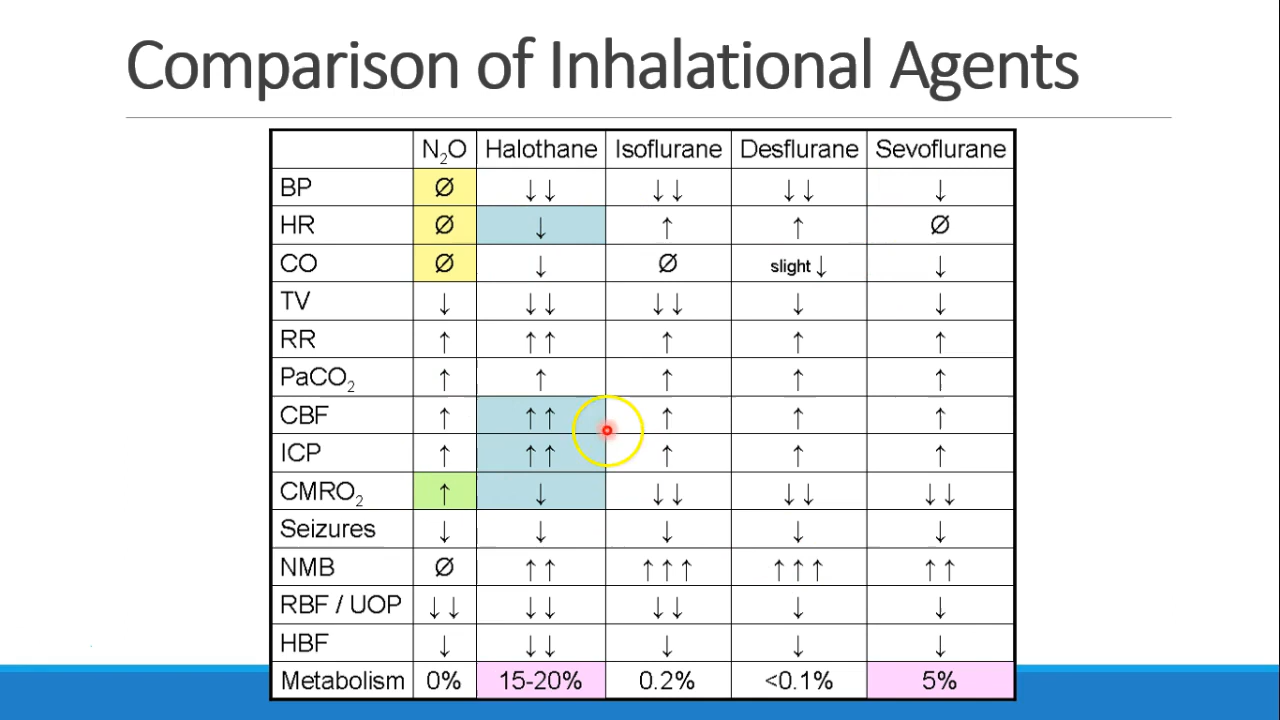 Comparison of Inhalational Agents
N₂O Halothane Isoflurane Desflurane Sevoflurane
BP Ø ↓↓ ↓↓ ↓↓ ↓
HR Ø ↓ ↑ ↑ Ø
CO Ø ↓ Ø slight ↓ ↓
TV ↓ ↓↓ ↓↓ ↓ ↓
RR ↑ ↑↑ ↑ ↑ ↑
PaCO₂ ↑ ↑ ↑ ↑ ↑
CBF ↑ ↑↑ ↑ ↑ ↑
ICP ↑ ↑↑ ↑ ↑ ↑
CMRO₂ ↑ ↓ ↓↓ ↓↓ ↓↓
Seizures ↓ ↓ ↓ ↓ ↓
NMB Ø ↑↑ ↑↑↑ ↑↑↑ ↑↑
RBF / UOP ↓↓ ↓↓ ↓↓ ↓ ↓
HBF ↓ ↓↓ ↓ ↓ ↓
Metabolism 0% 15-20% 0.2% <0.1% 5%